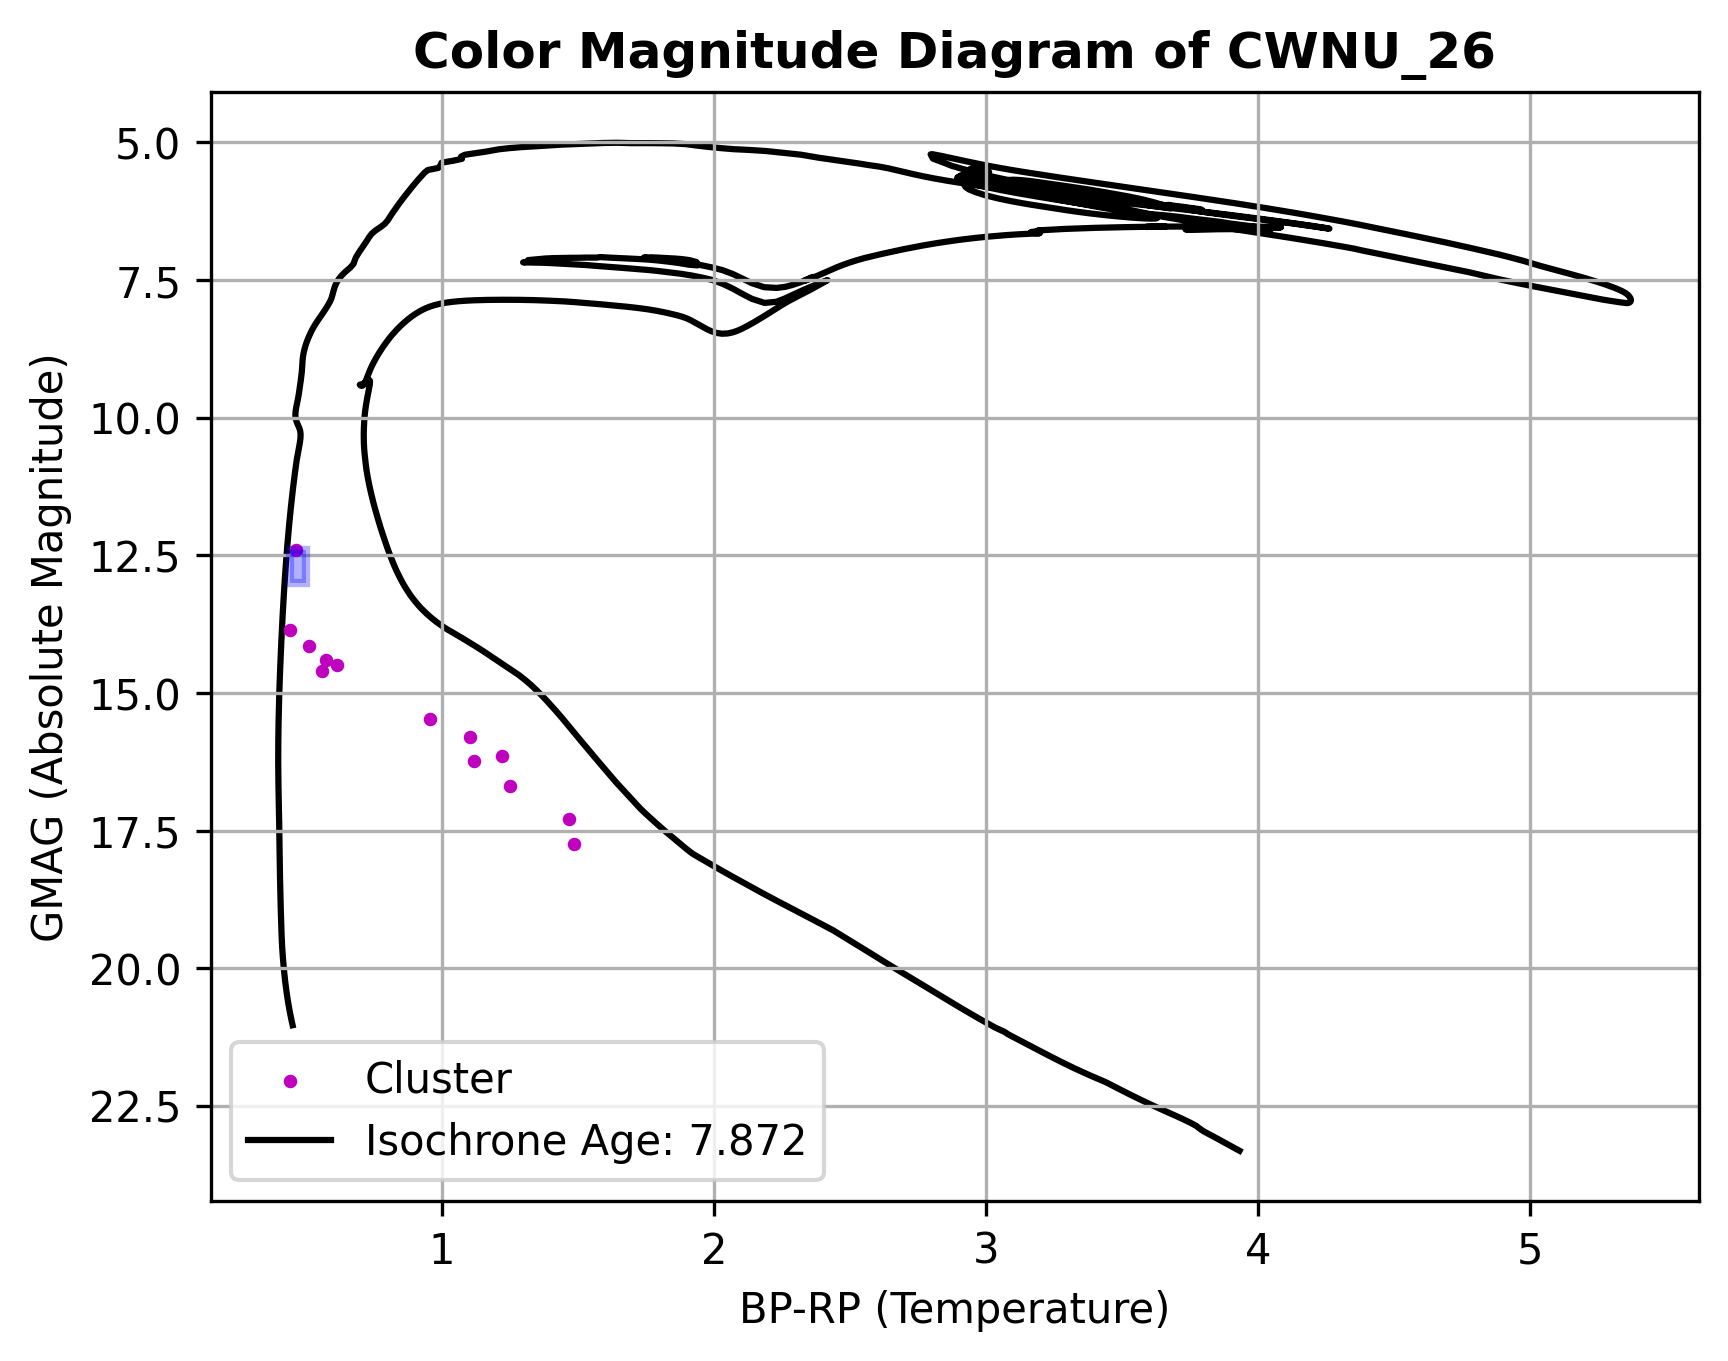 Color Magnitude Diagram of CWNU_26
GMAG (Absolute Magnitude)
5.0
7.5
10.0
12.5
15.0
17.5
20.0
22.5
Cluster
Isochrone Age: 7.872
1 2 3 4 5
BP-RP (Temperature)